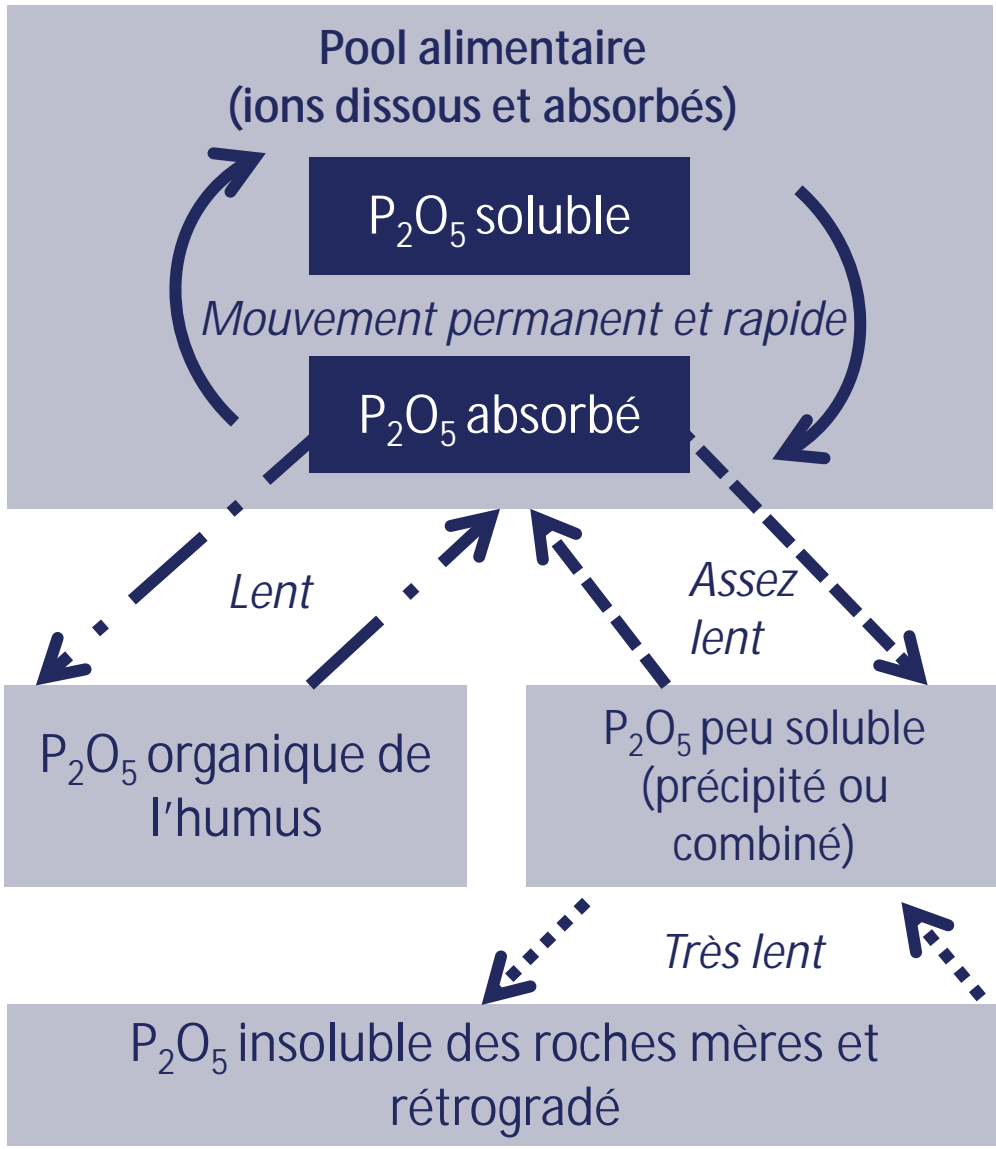 Pool alimentaire
(ions dissous et absorbés)
P₂O₅ soluble
Mouvement permanent et rapide
P₂O₅ absorbé
Lent
Assez
lent
P₂O₅ organique de
l'humus
P₂O₅ peu soluble
(précipité ou
combiné)
Très lent
P₂O₅ insoluble des roches mères et
rétrogradé